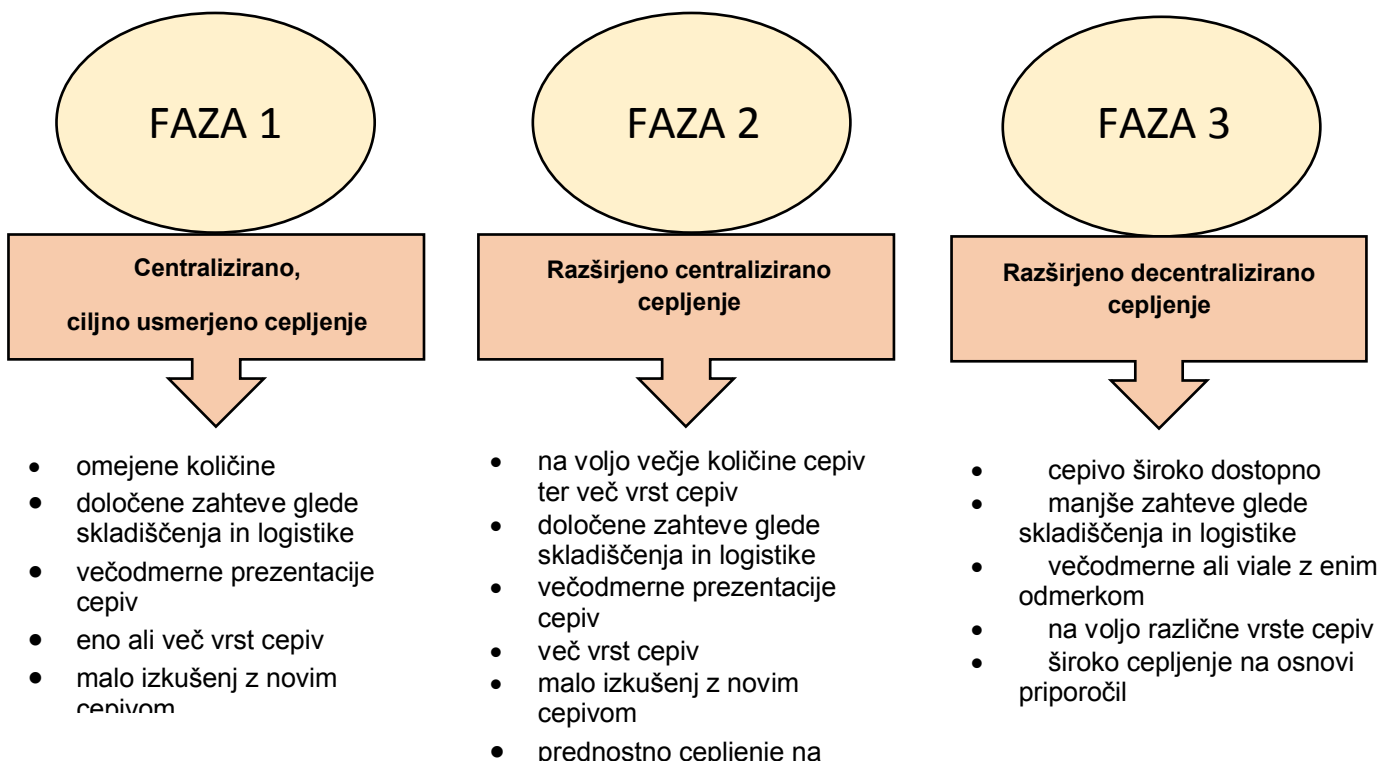 FAZA 1
Centralizirano,
ciljno usmerjeno cepljenje
• omejene količine
• določene zahteve glede
skladiščenja in logistike
• večodmerne prezentacije
cepiv
• eno ali več vrst cepiv
• malo izkušenj z novim
cepivom
FAZA 2
Razširjeno centralizirano
cepljenje
• na voljo večje količine cepiv
ter več vrst cepiv
• določene zahteve glede
skladiščenja in logistike
• večodmerne prezentacije
cepiv
• več vrst cepiv
• malo izkušenj z novim
cepivom
• prednostno cepljenje na
FAZA 3
Razširjeno decentralizirano
cepljenje
• cepivo široko dostopno
• manjše zahteve glede
skladiščenja in logistike
• večodmerne ali viale z enim
odmerkom
• na voljo različne vrste cepiv
• široko cepljenje na osnovi
priporočil